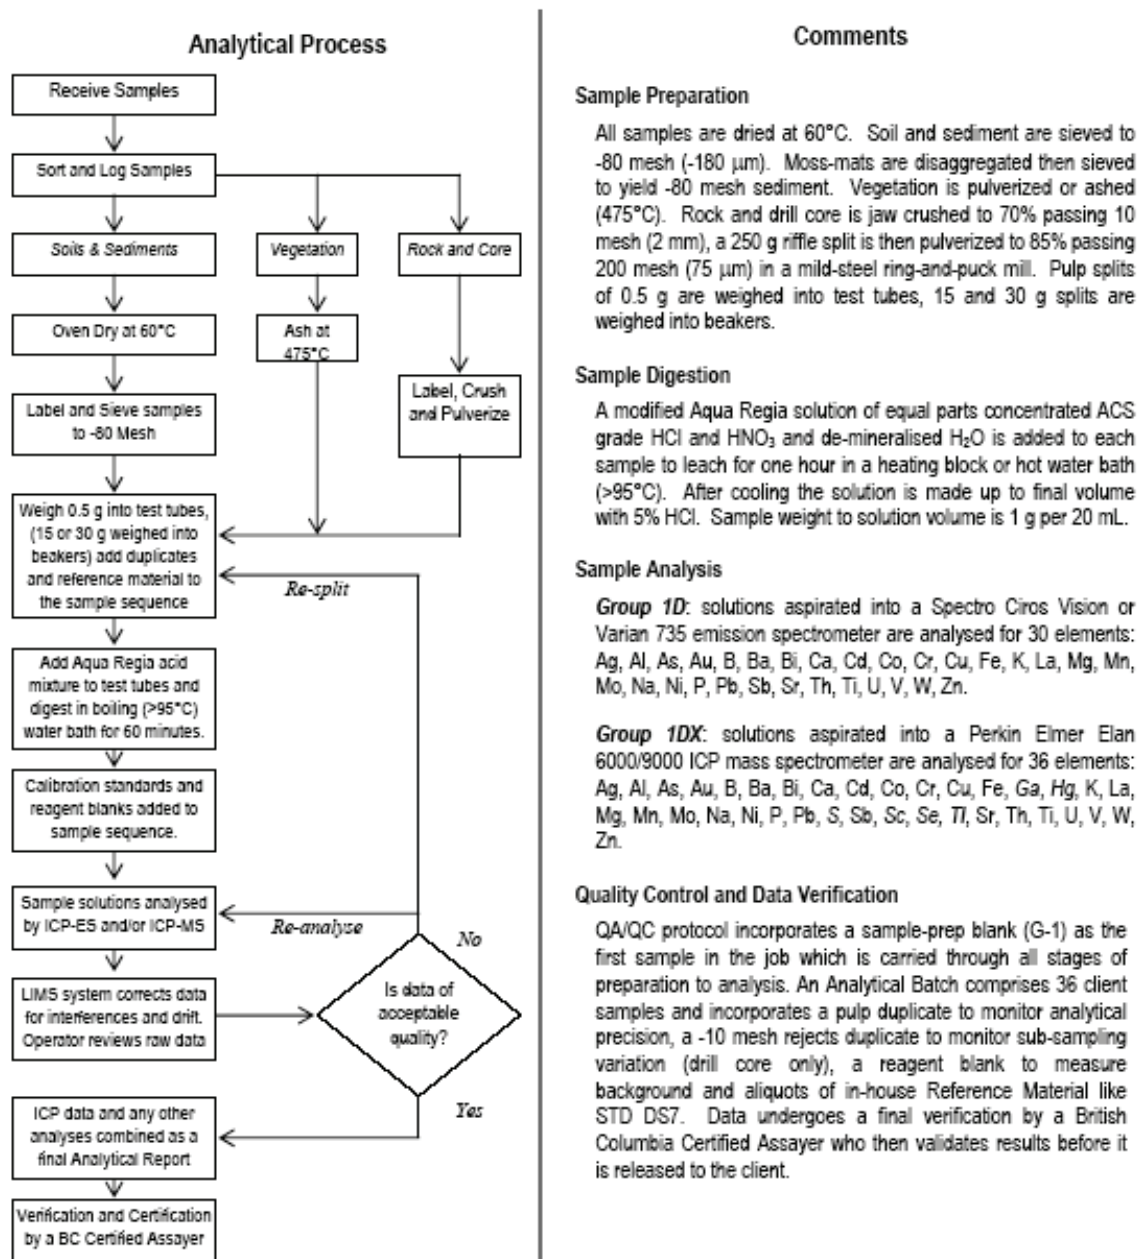 Analytical Process
Receive Samples
Sort and Log Samples
Soils & Sediments
Vegetation
Rock and Core
Oven Dry at 60°C
Ash at
475°C
Label, Crush
and Pulverize
Label and Sieve samples
to -80 Mesh
Weigh 0.5 g into test tubes,
(15 or 30 g weighed into
beakers) add duplicates
and reference material to
the sample sequence
Re-split
Add Aqua Regia acid
mixture to test tubes and
digest in boiling (>95°C)
water bath for 60 minutes.
Calibration standards and
reagent blanks added to
sample sequence.
Sample solutions analysed
by ICP-ES and/or ICP-MS
Re-analyse
No
LIMS system corrects data
for interferences and drift.
Operator reviews raw data
Is data of
acceptable
quality?
Yes
ICP data and any other
analyses combined as a
final Analytical Report
Verification and Certification
by a BC Certified Assayer
Comments
Sample Preparation
All samples are dried at 60°C. Soil and sediment are sieved to
-80 mesh (-180 µm). Moss-mats are disaggregated then sieved
to yield -80 mesh sediment. Vegetation is pulverized or ashed
(475°C). Rock and drill core is jaw crushed to 70% passing 10
mesh (2 mm), a 250 g riffle split is then pulverized to 85% passing
200 mesh (75 µm) in a mild-steel ring-and-puck mill. Pulp splits
of 0.5 g are weighed into test tubes, 15 and 30 g splits are
weighed into beakers.
Sample Digestion
A modified Aqua Regia solution of equal parts concentrated ACS
grade HCl and HNO₃ and de-mineralised H₂O is added to each
sample to leach for one hour in a heating block or hot water bath
(>95°C). After cooling the solution is made up to final volume
with 5% HCl. Sample weight to solution volume is 1 g per 20 mL.
Sample Analysis
Group 1D: solutions aspirated into a Spectro Ciros Vision or
Varian 735 emission spectrometer are analysed for 30 elements:
Ag, Al, As, Au, B, Ba, Bi, Ca, Cd, Co, Cr, Cu, Fe, K, La, Mg, Mn,
Mo, Na, Ni, P, Pb, Sb, Sr, Th, Ti, U, V, W, Zn.
Group 1DX: solutions aspirated into a Perkin Elmer Elan
6000/9000 ICP mass spectrometer are analysed for 36 elements:
Ag, Al, As, Au, B, Ba, Bi, Ca, Cd, Co, Cr, Cu, Fe, Ga, Hg, K, La,
Mg, Mn, Mo, Na, Ni, P, Pb, S, Sb, Sc, Se, Tl, Sr, Th, Ti, U, V, W,
Zn.
Quality Control and Data Verification
QA/QC protocol incorporates a sample-prep blank (G-1) as the
first sample in the job which is carried through all stages of
preparation to analysis. An Analytical Batch comprises 36 client
samples and incorporates a pulp duplicate to monitor analytical
precision, a -10 mesh rejects duplicate to monitor sub-sampling
variation (drill core only), a reagent blank to measure
background and aliquots of in-house Reference Material like
STD DS7. Data undergoes a final verification by a British
Columbia Certified Assayer who then validates results before it
is released to the client.